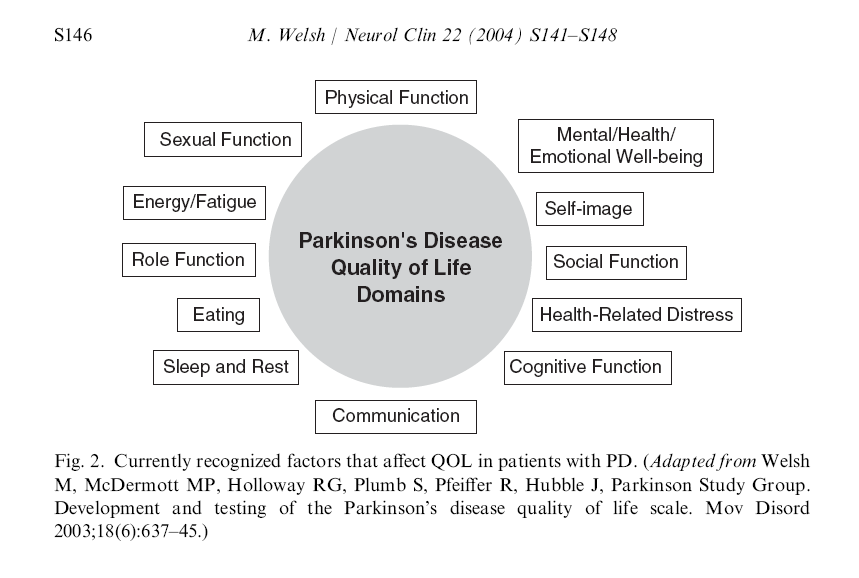 S146
M. Welsh / Neurol Clin 22 (2004) S141–S148
Physical Function
Sexual Function
Mental/Health/
Emotional Well-being
Energy/Fatigue
Self-image
Role Function
Parkinson's Disease
Quality of Life
Domains
Social Function
Eating
Health-Related Distress
Sleep and Rest
Cognitive Function
Communication
Fig. 2. Currently recognized factors that affect QOL in patients with PD. (Adapted from Welsh
M, McDermott MP, Holloway RG, Plumb S, Pfeiffer R, Hubble J, Parkinson Study Group.
Development and testing of the Parkinson’s disease quality of life scale. Mov Disord
2003;18(6):637–45.)